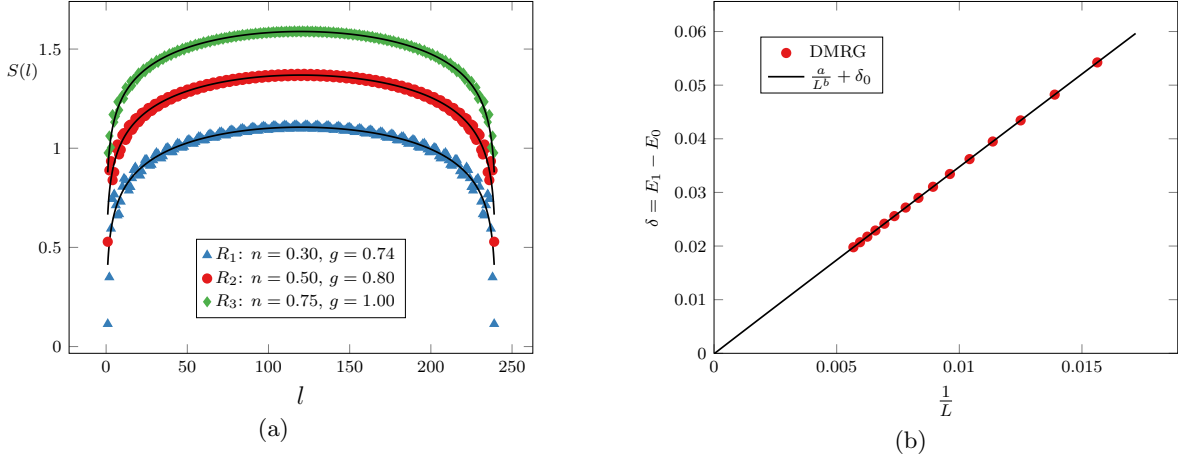 1.5
1
0.5
0
S(l)
R₁: n = 0.30, g = 0.74
R₂: n = 0.50, g = 0.80
R₃: n = 0.75, g = 1.00
0 50 100 150 200 250
l
(a)
0.06
0.05
0.04
0.03
0.02
0.01
0
δ = E₁ − E₀
DMRG
a/L^b + δ₀
0 0.005 0.01 0.015
1/L
(b)